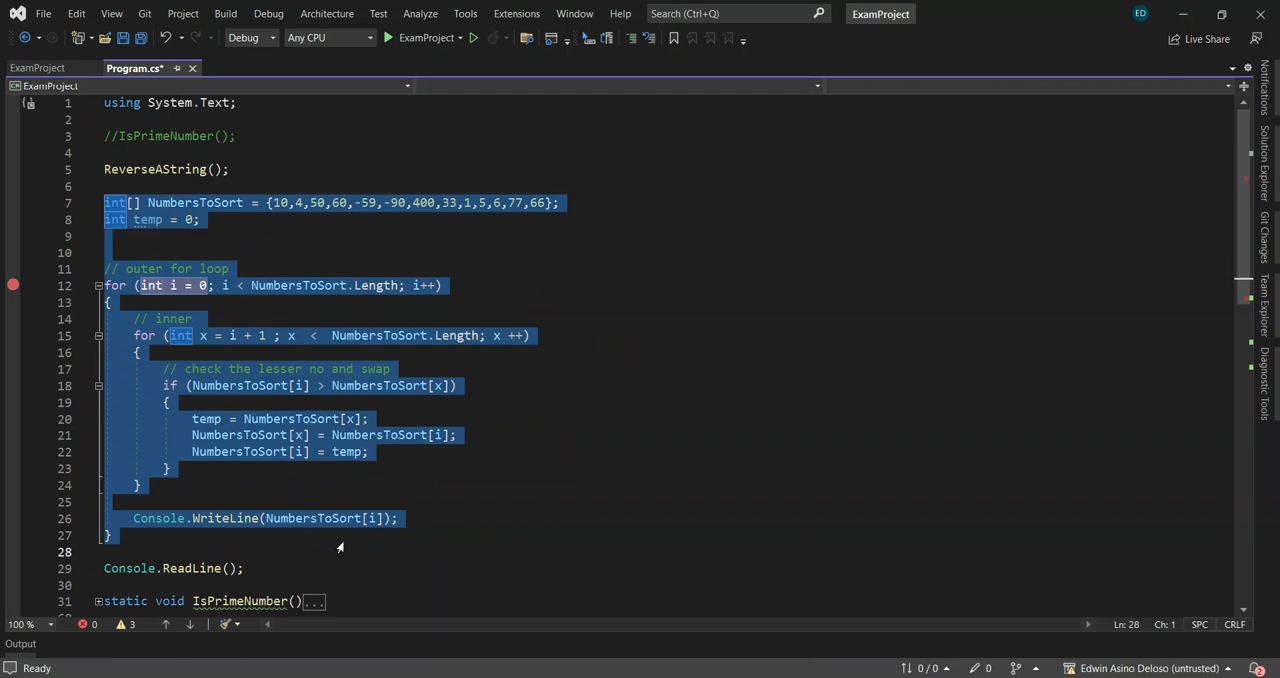 File Edit View Git Project Build Debug Architecture Test Analyze Tools Extensions Window Help Search (Ctrl+Q) ExamProject ED
Debug Any CPU ExamProject Live Share
ExamProject Program.cs*
ExamProject
1 using System.Text;
2
3 //IsPrimeNumber();
4
5 ReverseAString();
6
7 int[] NumbersToSort = {10,4,50,60,-59,-90,400,33,1,5,6,77,66};
8 int temp = 0;
9
10
11 // outer for loop
12 for (int i = 0; i < NumbersToSort.Length; i++)
13 {
14 // inner
15 for (int x = i + 1 ; x < NumbersToSort.Length; x ++)
16 {
17 // check the lesser no and swap
18 if (NumbersToSort[i] > NumbersToSort[x])
19 {
20 temp = NumbersToSort[x];
21 NumbersToSort[x] = NumbersToSort[i];
22 NumbersToSort[i] = temp;
23 }
24 }
25
26 Console.WriteLine(NumbersToSort[i]);
27 }
28
29 Console.ReadLine();
30
31 static void IsPrimeNumber()...
Notifications
Solution Explorer
Git Changes
Team Explorer
Diagnostic Tools
100 % 0 3 Ln: 28 Ch: 1 SPC CRLF
Output
Ready 0 / 0 0 Edwin Asino Deloso (untrusted) 2